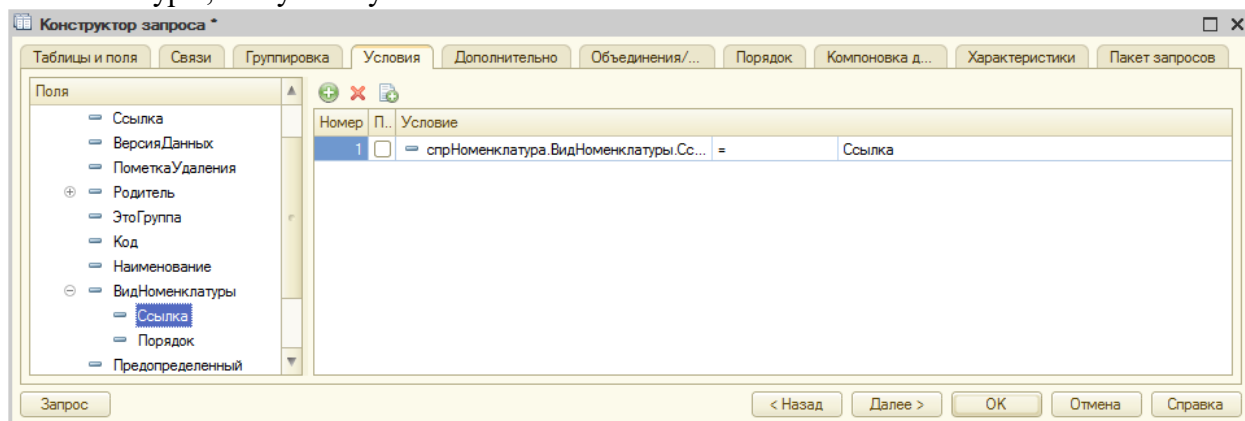 Конструктор запроса *
Таблицы и поля Связи Группировка Условия Дополнительно Объединения/... Порядок Компоновка д... Характеристики Пакет запросов
Поля
Ссылка
ВерсияДанных
ПометкаУдаления
Родитель
ЭтоГруппа
Код
Наименование
ВидНоменклатуры
Ссылка
Порядок
Предопределенный
Номер П.. Условие
1 спрНоменклатура.ВидНоменклатуры.Сс... = Ссылка
Запрос < Назад Далее > OK Отмена Справка